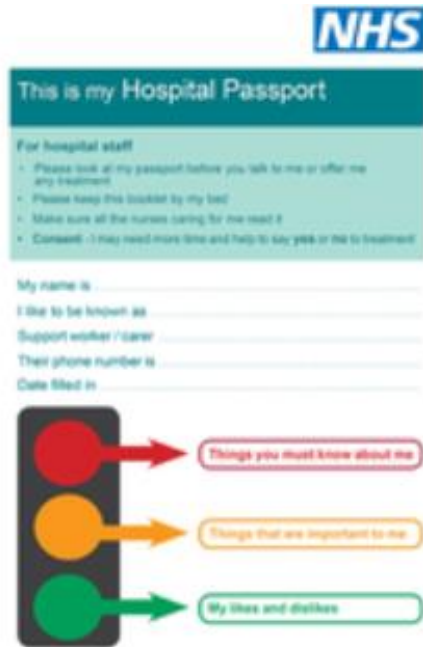 NHS
This is my Hospital Passport
For hospital staff
• Please look at my passport before you talk to me or offer me
any treatment
• Please keep this booklet by my bed
• Make sure all the nurses caring for me read it
• Consent - I may need more time and help to say yes or no to treatment
My name is
I like to be known as
Support worker / carer
Their phone number is
Date filled in
Things you must know about me
Things that are important to me
My likes and dislikes